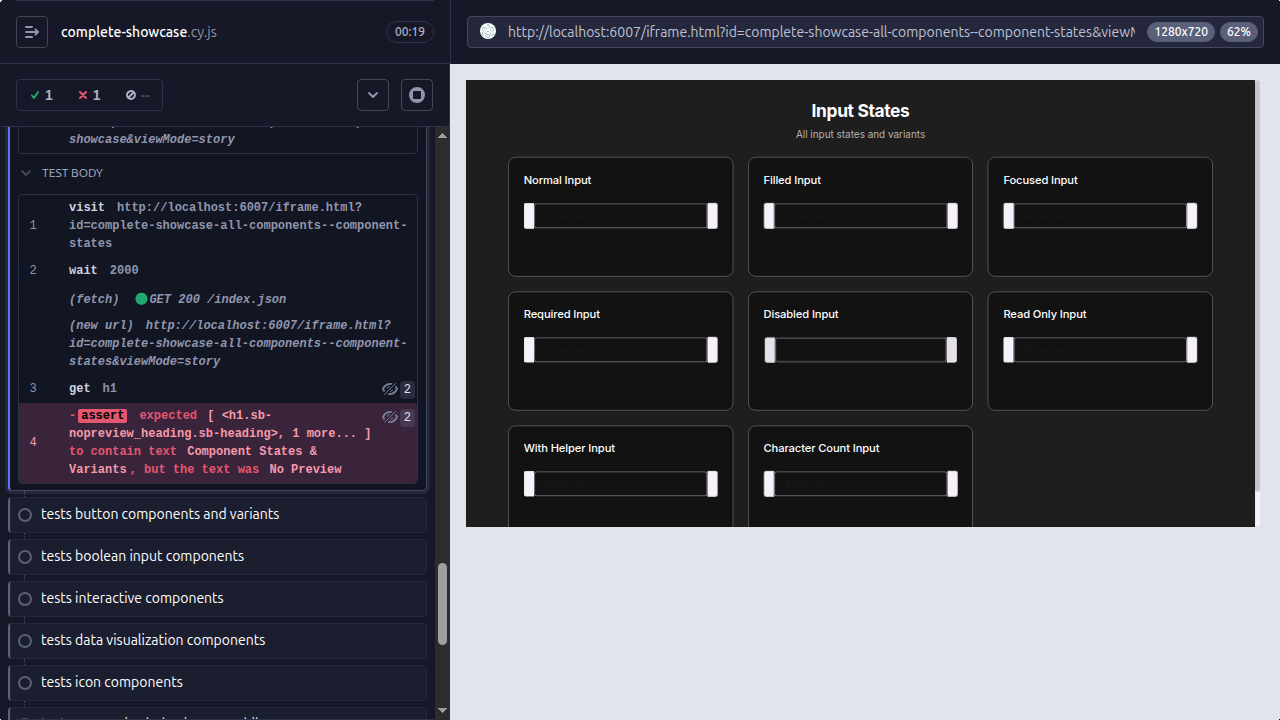 complete-showcase.cy.js
00:19
http://localhost:6007/iframe.html?id=complete-showcase-all-components--component-states&viewM
1280x720
62%
1
1
--
showcase&viewMode=story
TEST BODY
1
visit http://localhost:6007/iframe.html?
id=complete-showcase-all-components--component-
states
2
wait 2000
(fetch) GET 200 /index.json
(new url) http://localhost:6007/iframe.html?
id=complete-showcase-all-components--component-
states&viewMode=story
3
get h1
2
4
-assert expected [ <h1.sb-
nopreview_heading.sb-heading>, 1 more... ]
to contain text Component States &
Variants, but the text was No Preview
2
tests button components and variants
tests boolean input components
tests interactive components
tests data visualization components
tests icon components
Input States
All input states and variants
Normal Input
Filled Input
Focused Input
Required Input
Disabled Input
Read Only Input
With Helper Input
Character Count Input